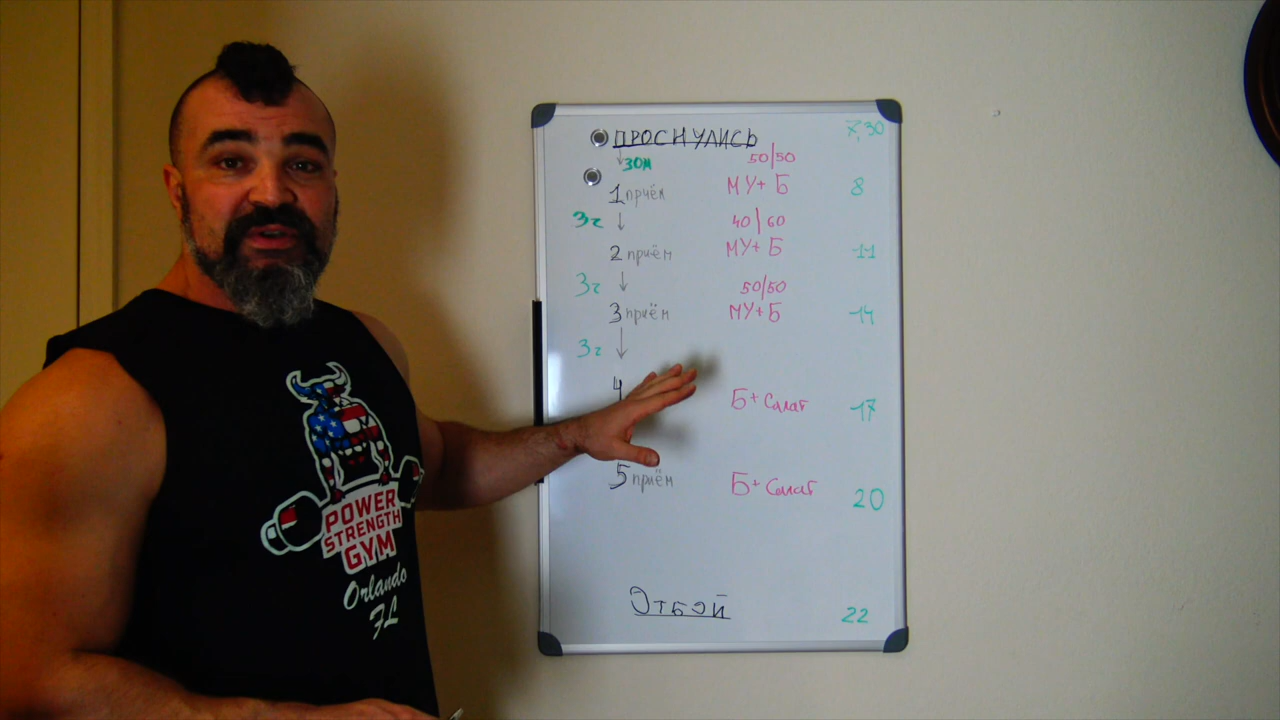 ПРОСНУЛИСЬ 7,30
30м
50/50
1 приём МУ+Б 8
3ч
40/60
2 приём МУ+Б 11
3ч
50/50
3 приём МУ+Б 14
3ч
4 Б+Салат 17
5 приём Б+Салат 20
Отбой 22
POWER
STRENGTH
GYM
Orlando
FL